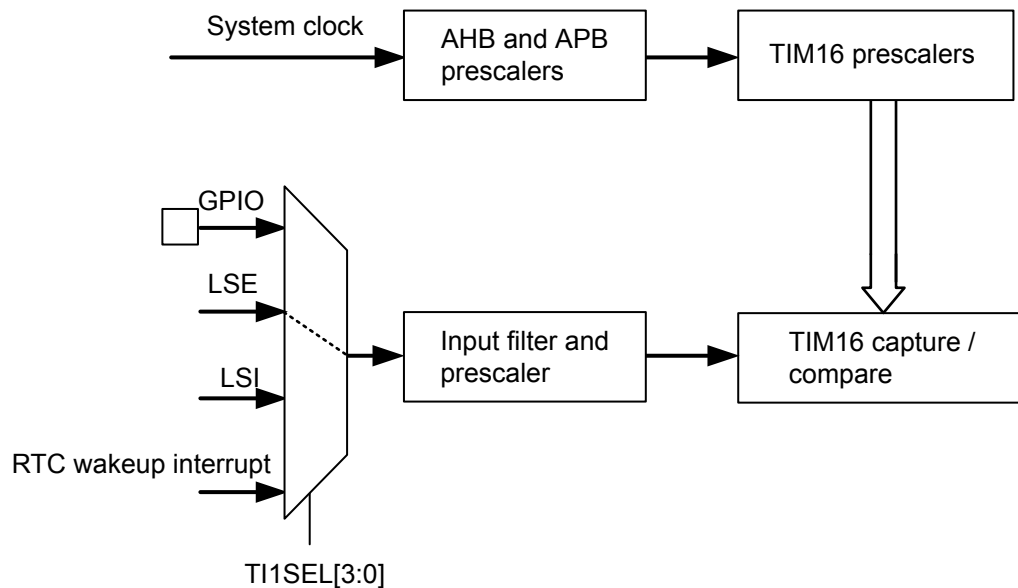 System clock
AHB and APB
prescalers
TIM16 prescalers
GPIO
LSE
LSI
RTC wakeup interrupt
TI1SEL[3:0]
Input filter and
prescaler
TIM16 capture /
compare